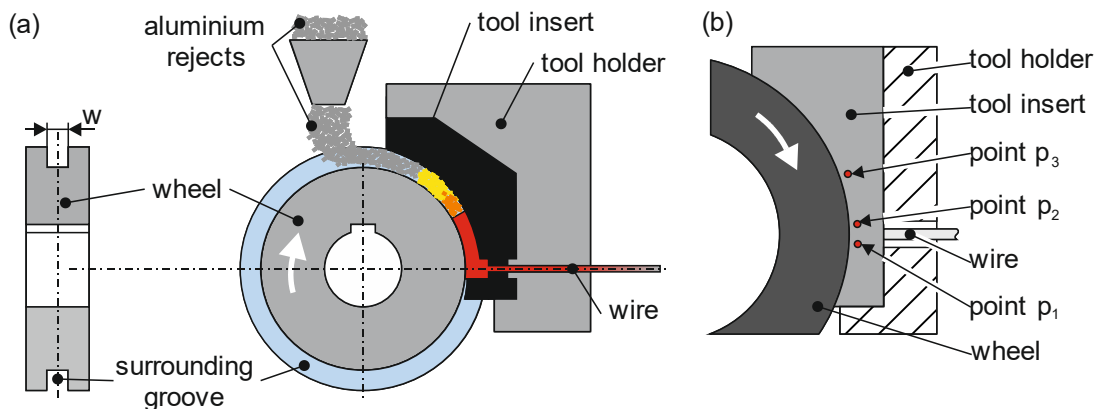 (a)
aluminium
rejects
tool insert
tool holder
w
wheel
wire
surrounding
groove
(b)
tool holder
tool insert
point p3
point p2
wire
point p1
wheel